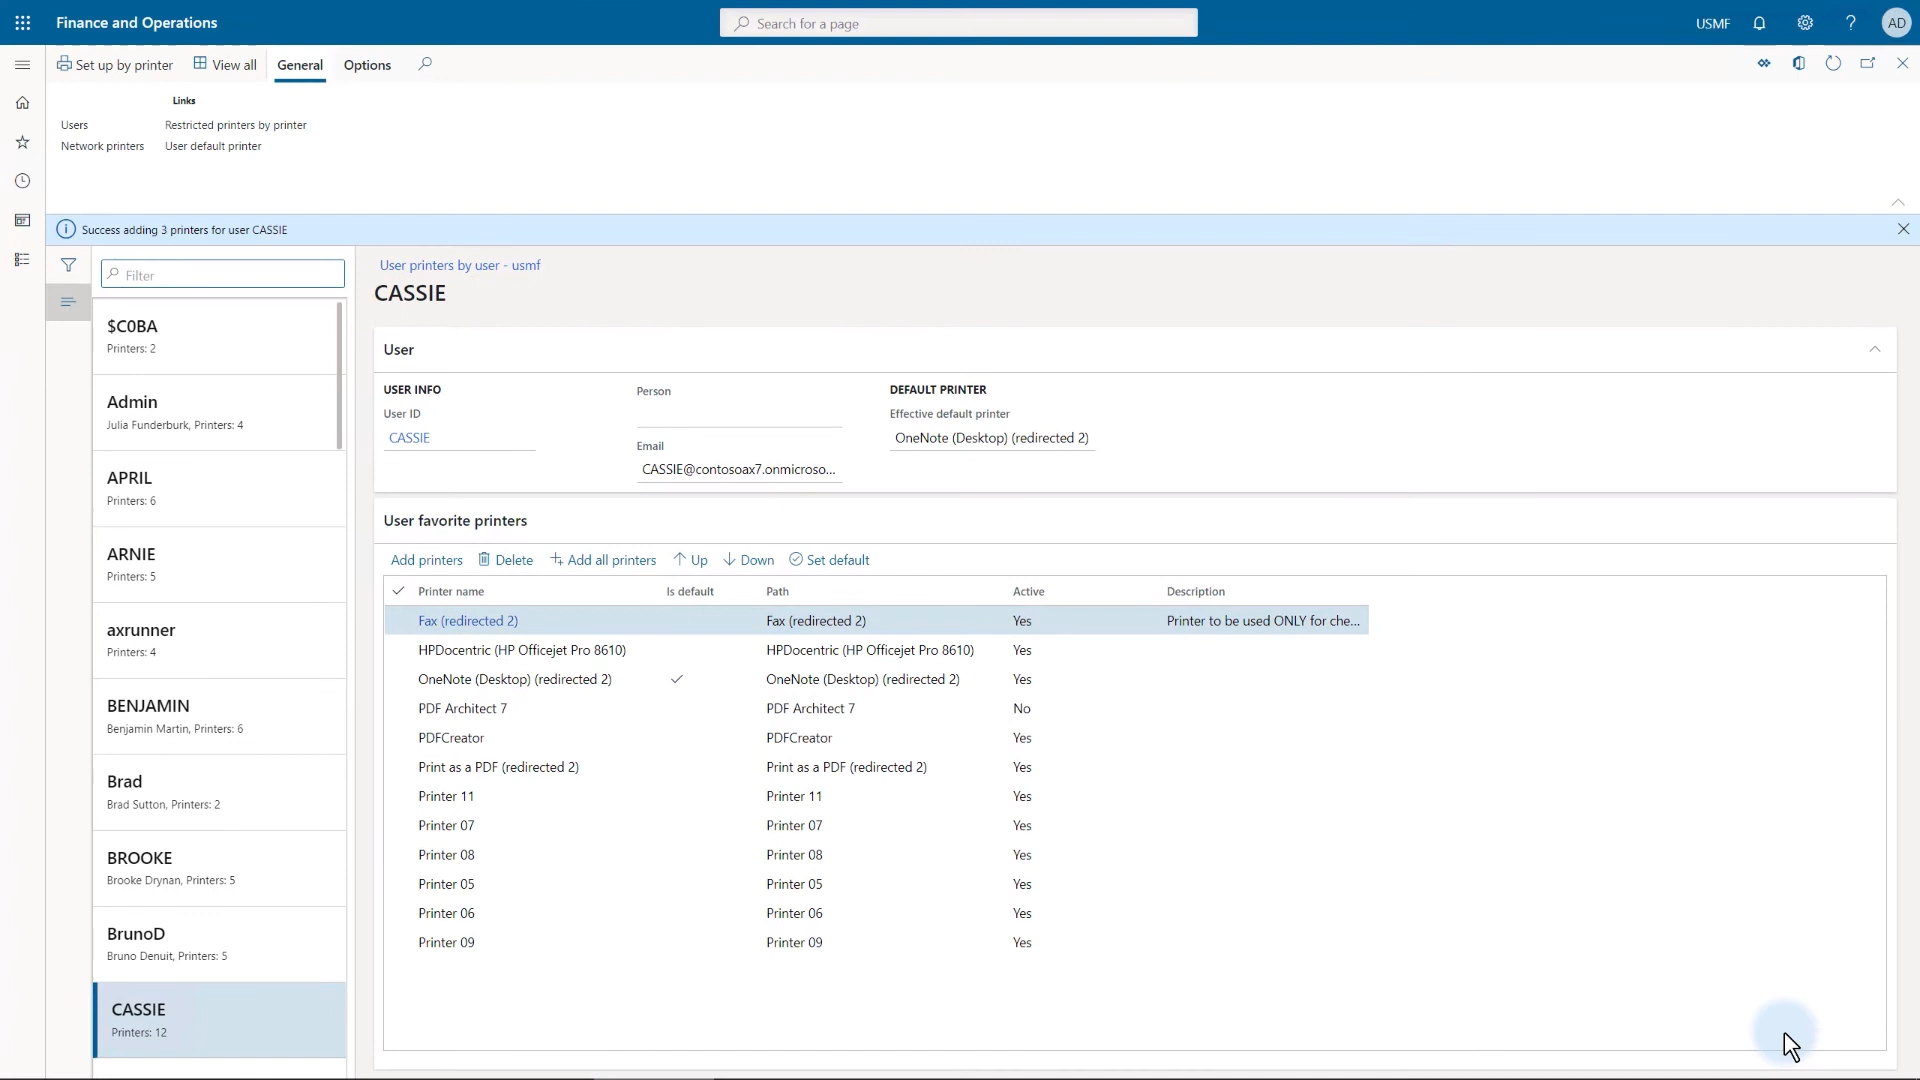 Finance and Operations
Search for a page
USMF
AD
Set up by printer
View all
General
Options
Links
Users
Restricted printers by printer
Network printers
User default printer
Success adding 3 printers for user CASSIE
Filter
$C0BA
Printers: 2
Admin
Julia Funderburk, Printers: 4
APRIL
Printers: 6
ARNIE
Printers: 5
axrunner
Printers: 4
BENJAMIN
Benjamin Martin, Printers: 6
Brad
Brad Sutton, Printers: 2
BROOKE
Brooke Drynan, Printers: 5
BrunoD
Bruno Denuit, Printers: 5
CASSIE
Printers: 12
User printers by user - usmf
CASSIE
User
USER INFO
User ID
CASSIE
Person
Email
CASSIE@contosoax7.onmicroso...
DEFAULT PRINTER
Effective default printer
OneNote (Desktop) (redirected 2)
User favorite printers
Add printers Delete Add all printers Up Down Set default
Printer name Is default Path Active Description
Fax (redirected 2) Fax (redirected 2) Yes Printer to be used ONLY for che...
HPDocentric (HP Officejet Pro 8610) HPDocentric (HP Officejet Pro 8610) Yes
OneNote (Desktop) (redirected 2) OneNote (Desktop) (redirected 2) Yes
PDF Architect 7 PDF Architect 7 No
PDFCreator PDFCreator Yes
Print as a PDF (redirected 2) Print as a PDF (redirected 2) Yes
Printer 11 Printer 11 Yes
Printer 07 Printer 07 Yes
Printer 08 Printer 08 Yes
Printer 05 Printer 05 Yes
Printer 06 Printer 06 Yes
Printer 09 Printer 09 Yes